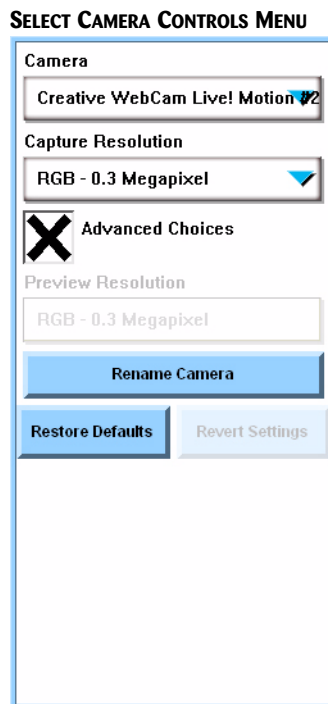 SELECT CAMERA CONTROLS MENU
Camera
Creative WebCam Live! Motion #2
Capture Resolution
RGB - 0.3 Megapixel
Advanced Choices
Preview Resolution
RGB - 0.3 Megapixel
Rename Camera
Restore Defaults
Revert Settings